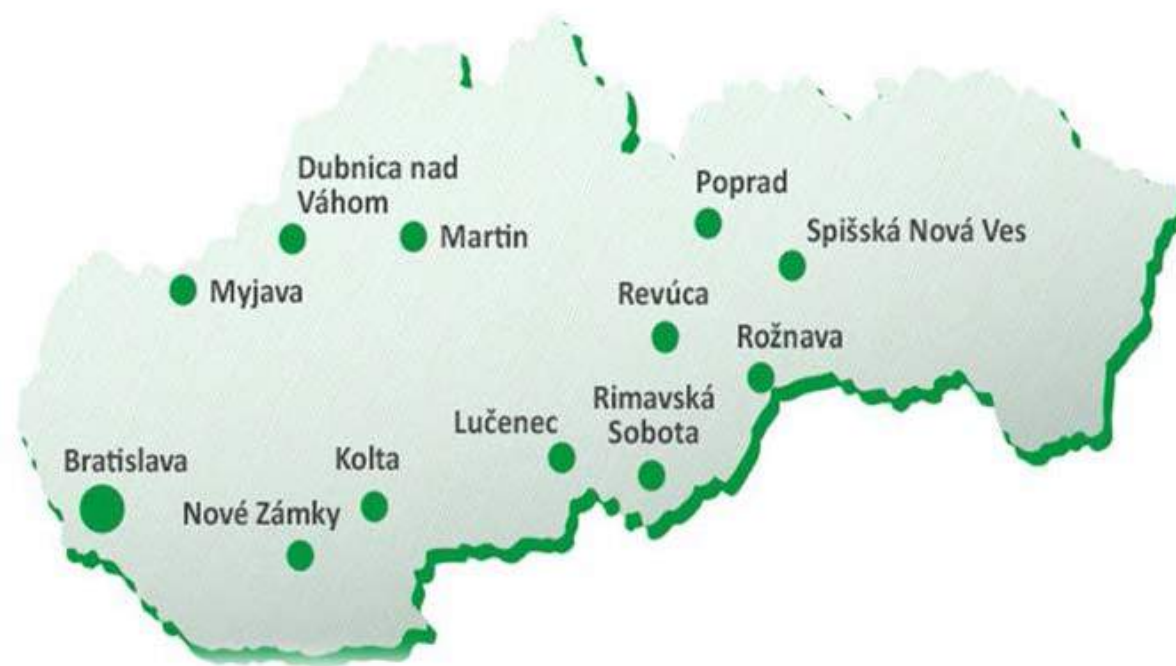 Dubnica nad
Váhom
Poprad
Martin
Spišská Nová Ves
Myjava
Revúca
Rožnava
Rimavská
Sobota
Lučenec
Kolta
Bratislava
Nové Zámky